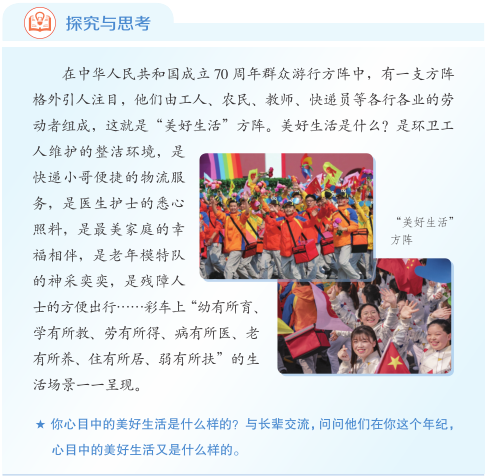 探究与思考
在中华人民共和国成立 70 周年群众游行方阵中，有一支方阵
格外引人注目，他们由工人、农民、教师、快递员等各行各业的劳
动者组成，这就是“美好生活”方阵。美好生活是什么？是环卫工
人维护的整洁环境，是
快递小哥便捷的物流服
务，是医生护士的悉心
照料，是最美家庭的幸
福相伴，是老年模特队
的神采奕奕，是残障人
士的方便出行……彩车上“幼有所育、
学有所教、劳有所得、病有所医、老
有所养、住有所居、弱有所扶”的生
活场景一一呈现。
“美好生活”
方阵
★ 你心目中的美好生活是什么样的？与长辈交流，问问他们在你这个年纪，
心目中的美好生活又是什么样的。